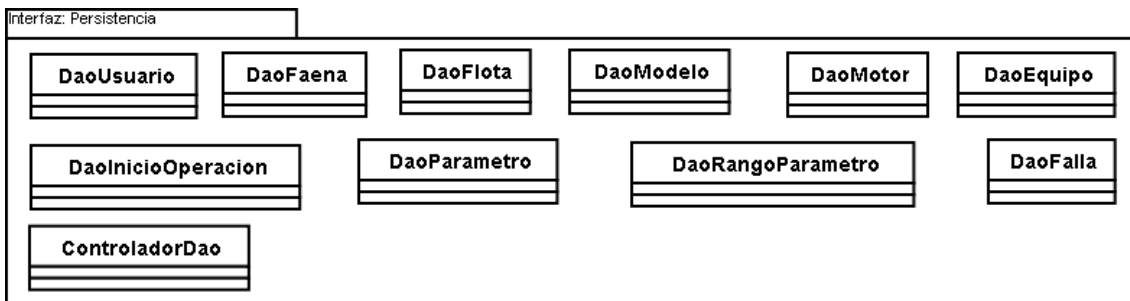 Interfaz: Persistencia
DaoUsuario DaoFaena DaoFlota DaoModelo DaoMotor DaoEquipo
DaoInicioOperacion DaoParametro DaoRangoParametro DaoFalla
ControladorDao